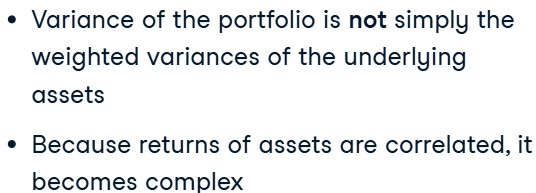 • Variance of the portfolio is not simply the
weighted variances of the underlying
assets
• Because returns of assets are correlated, it
becomes complex